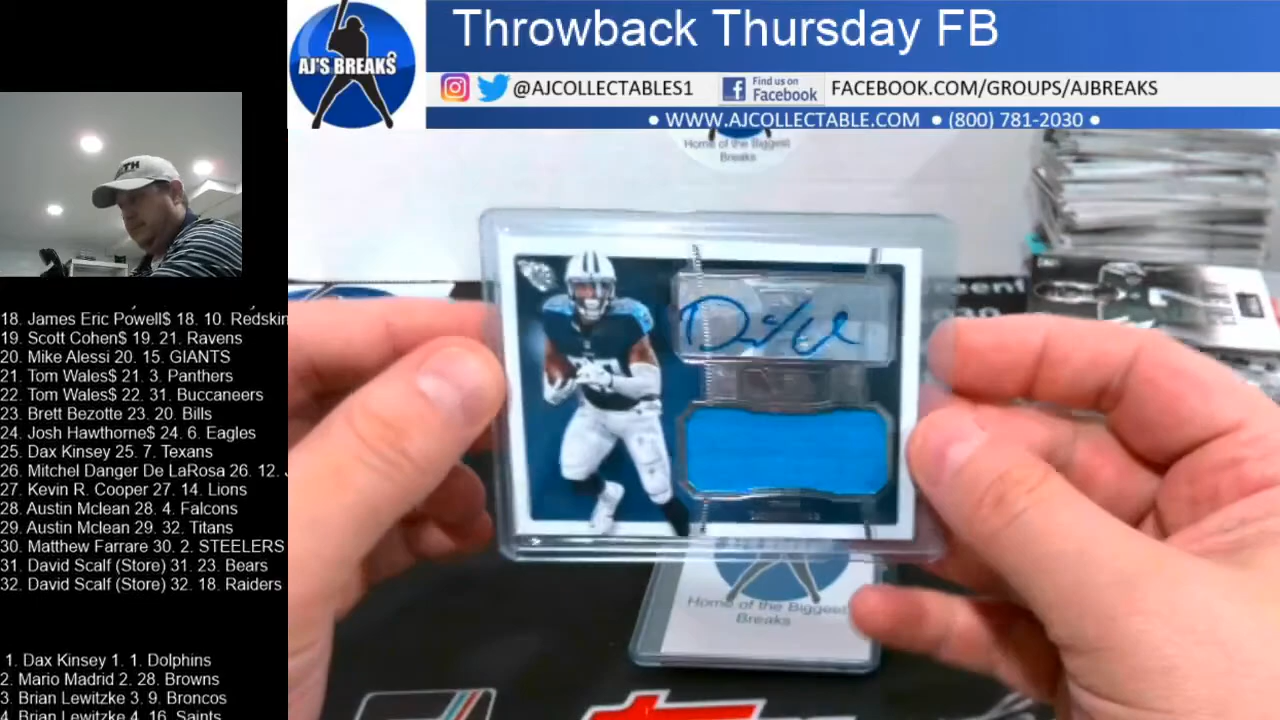 Throwback Thursday FB
AJ'S BREAKS
@AJCOLLECTABLES1
Find us on
Facebook
FACEBOOK.COM/GROUPS/AJBREAKS
• WWW.AJCOLLECTABLE.COM • (800) 781-2030 •
Home of the Biggest
Breaks
18. James Eric Powell$ 18. 10. Redskin
19. Scott Cohen$ 19. 21. Ravens
20. Mike Alessi 20. 15. GIANTS
21. Tom Wales$ 21. 3. Panthers
22. Tom Wales$ 22. 31. Buccaneers
23. Brett Bezotte 23. 20. Bills
24. Josh Hawthorne$ 24. 6. Eagles
25. Dax Kinsey 25. 7. Texans
26. Mitchel Danger De LaRosa 26. 12.
27. Kevin R. Cooper 27. 14. Lions
28. Austin Mclean 28. 4. Falcons
29. Austin Mclean 29. 32. Titans
30. Matthew Farrare 30. 2. STEELERS
31. David Scalf (Store) 31. 23. Bears
32. David Scalf (Store) 32. 18. Raiders
Home of the Biggest
Breaks
1. Dax Kinsey 1. 1. Dolphins
2. Mario Madrid 2. 28. Browns
3. Brian Lewitzke 3. 9. Broncos
4. Brian Lewitzke 4. 16. Saints